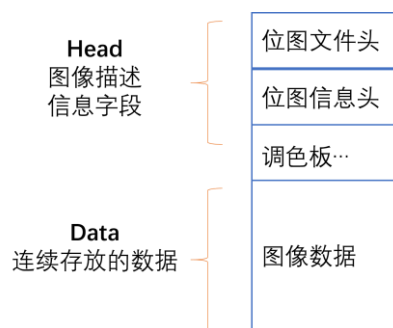 Head
图像描述
信息字段
位图文件头
位图信息头
调色板…
Data
连续存放的数据
图像数据